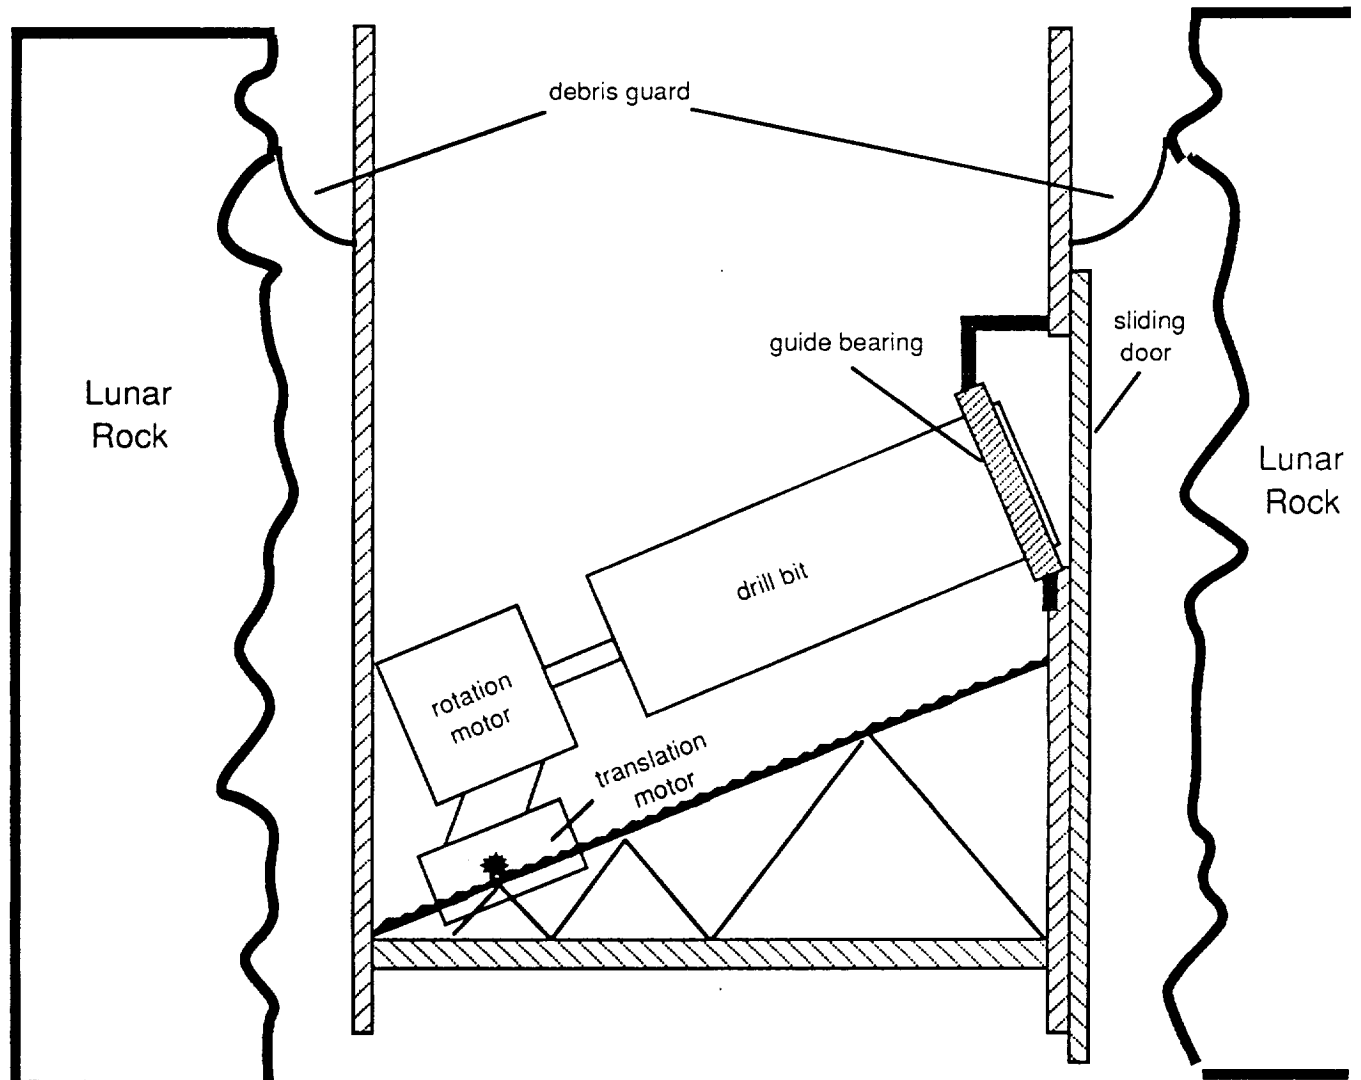 debris guard
sliding
door
guide bearing
Lunar
Rock
Lunar
Rock
drill bit
rotation
motor
translation
motor